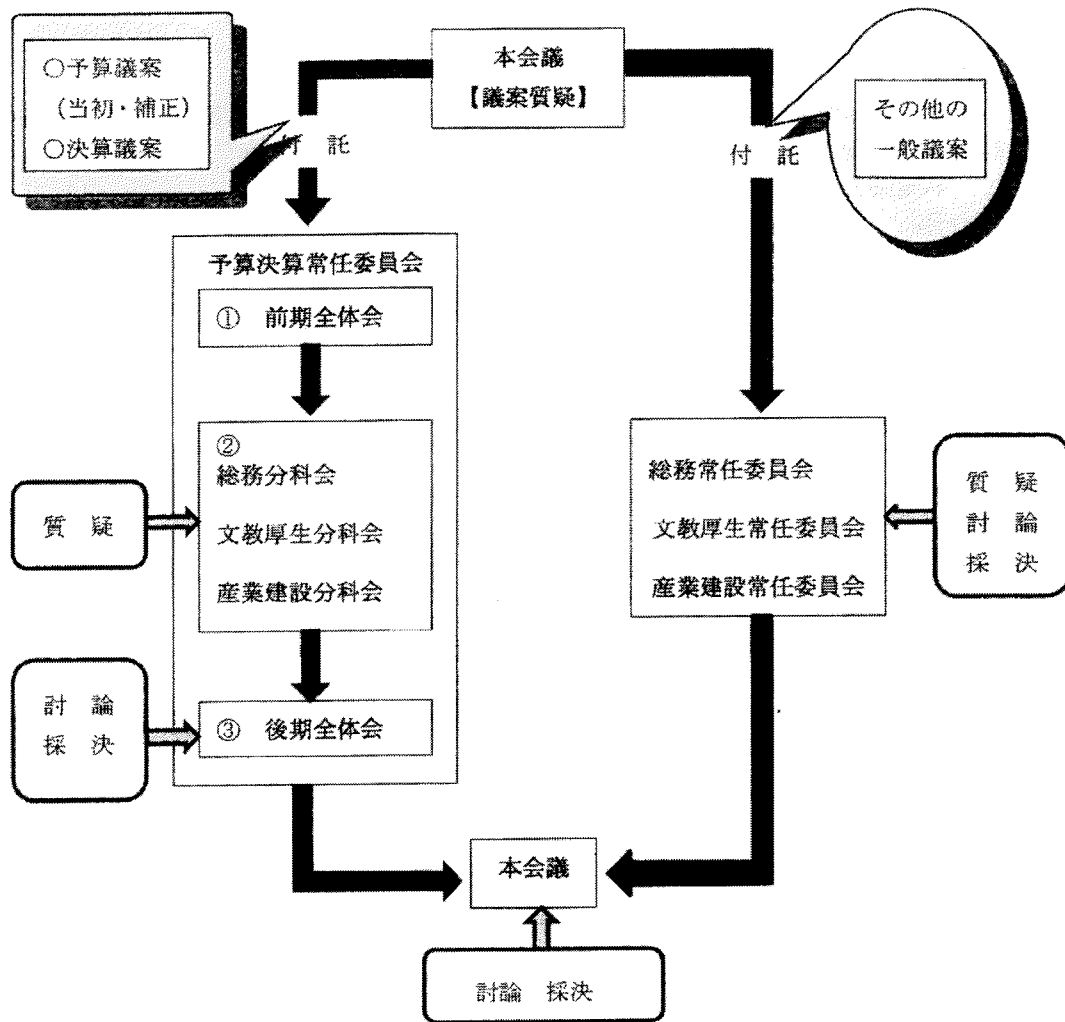 ○予算議案
（当初・補正）
○決算議案
本会議
【議案質疑】
その他の
一般議案
付　託
付　託
予算決算常任委員会
①　前期全体会
②
総務分科会
文教厚生分科会
産業建設分科会
質　疑
③　後期全体会
討　論
採　決
総務常任委員会
文教厚生常任委員会
産業建設常任委員会
質　疑
討　論
採　決
本会議
討論　採決